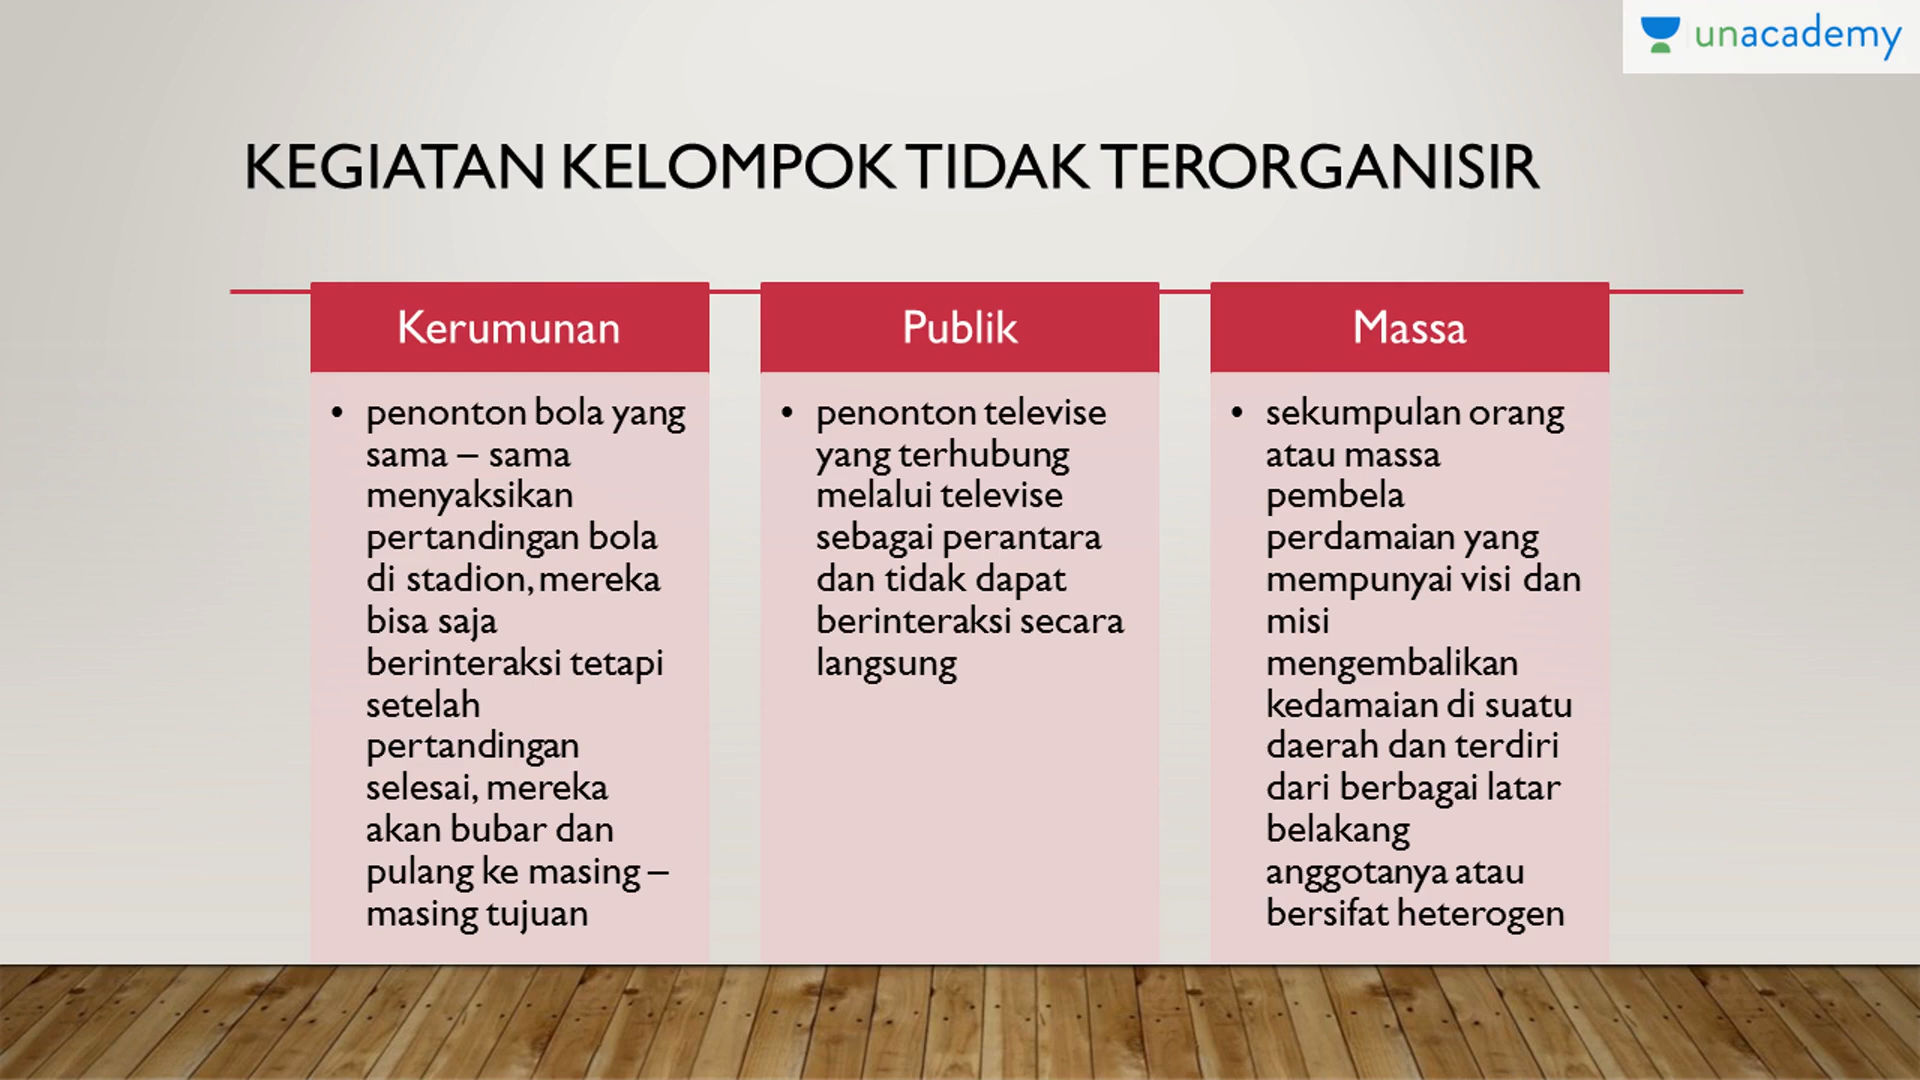 unacademy
KEGIATAN KELOMPOK TIDAK TERORGANISIR
Kerumunan
• penonton bola yang
sama – sama
menyaksikan
pertandingan bola
di stadion, mereka
bisa saja
berinteraksi tetapi
setelah
pertandingan
selesai, mereka
akan bubar dan
pulang ke masing –
masing tujuan
Publik
• penonton televise
yang terhubung
melalui televise
sebagai perantara
dan tidak dapat
berinteraksi secara
langsung
Massa
• sekumpulan orang
atau massa
pembela
perdamaian yang
mempunyai visi dan
misi
mengembalikan
kedamaian di suatu
daerah dan terdiri
dari berbagai latar
belakang
anggotanya atau
bersifat heterogen